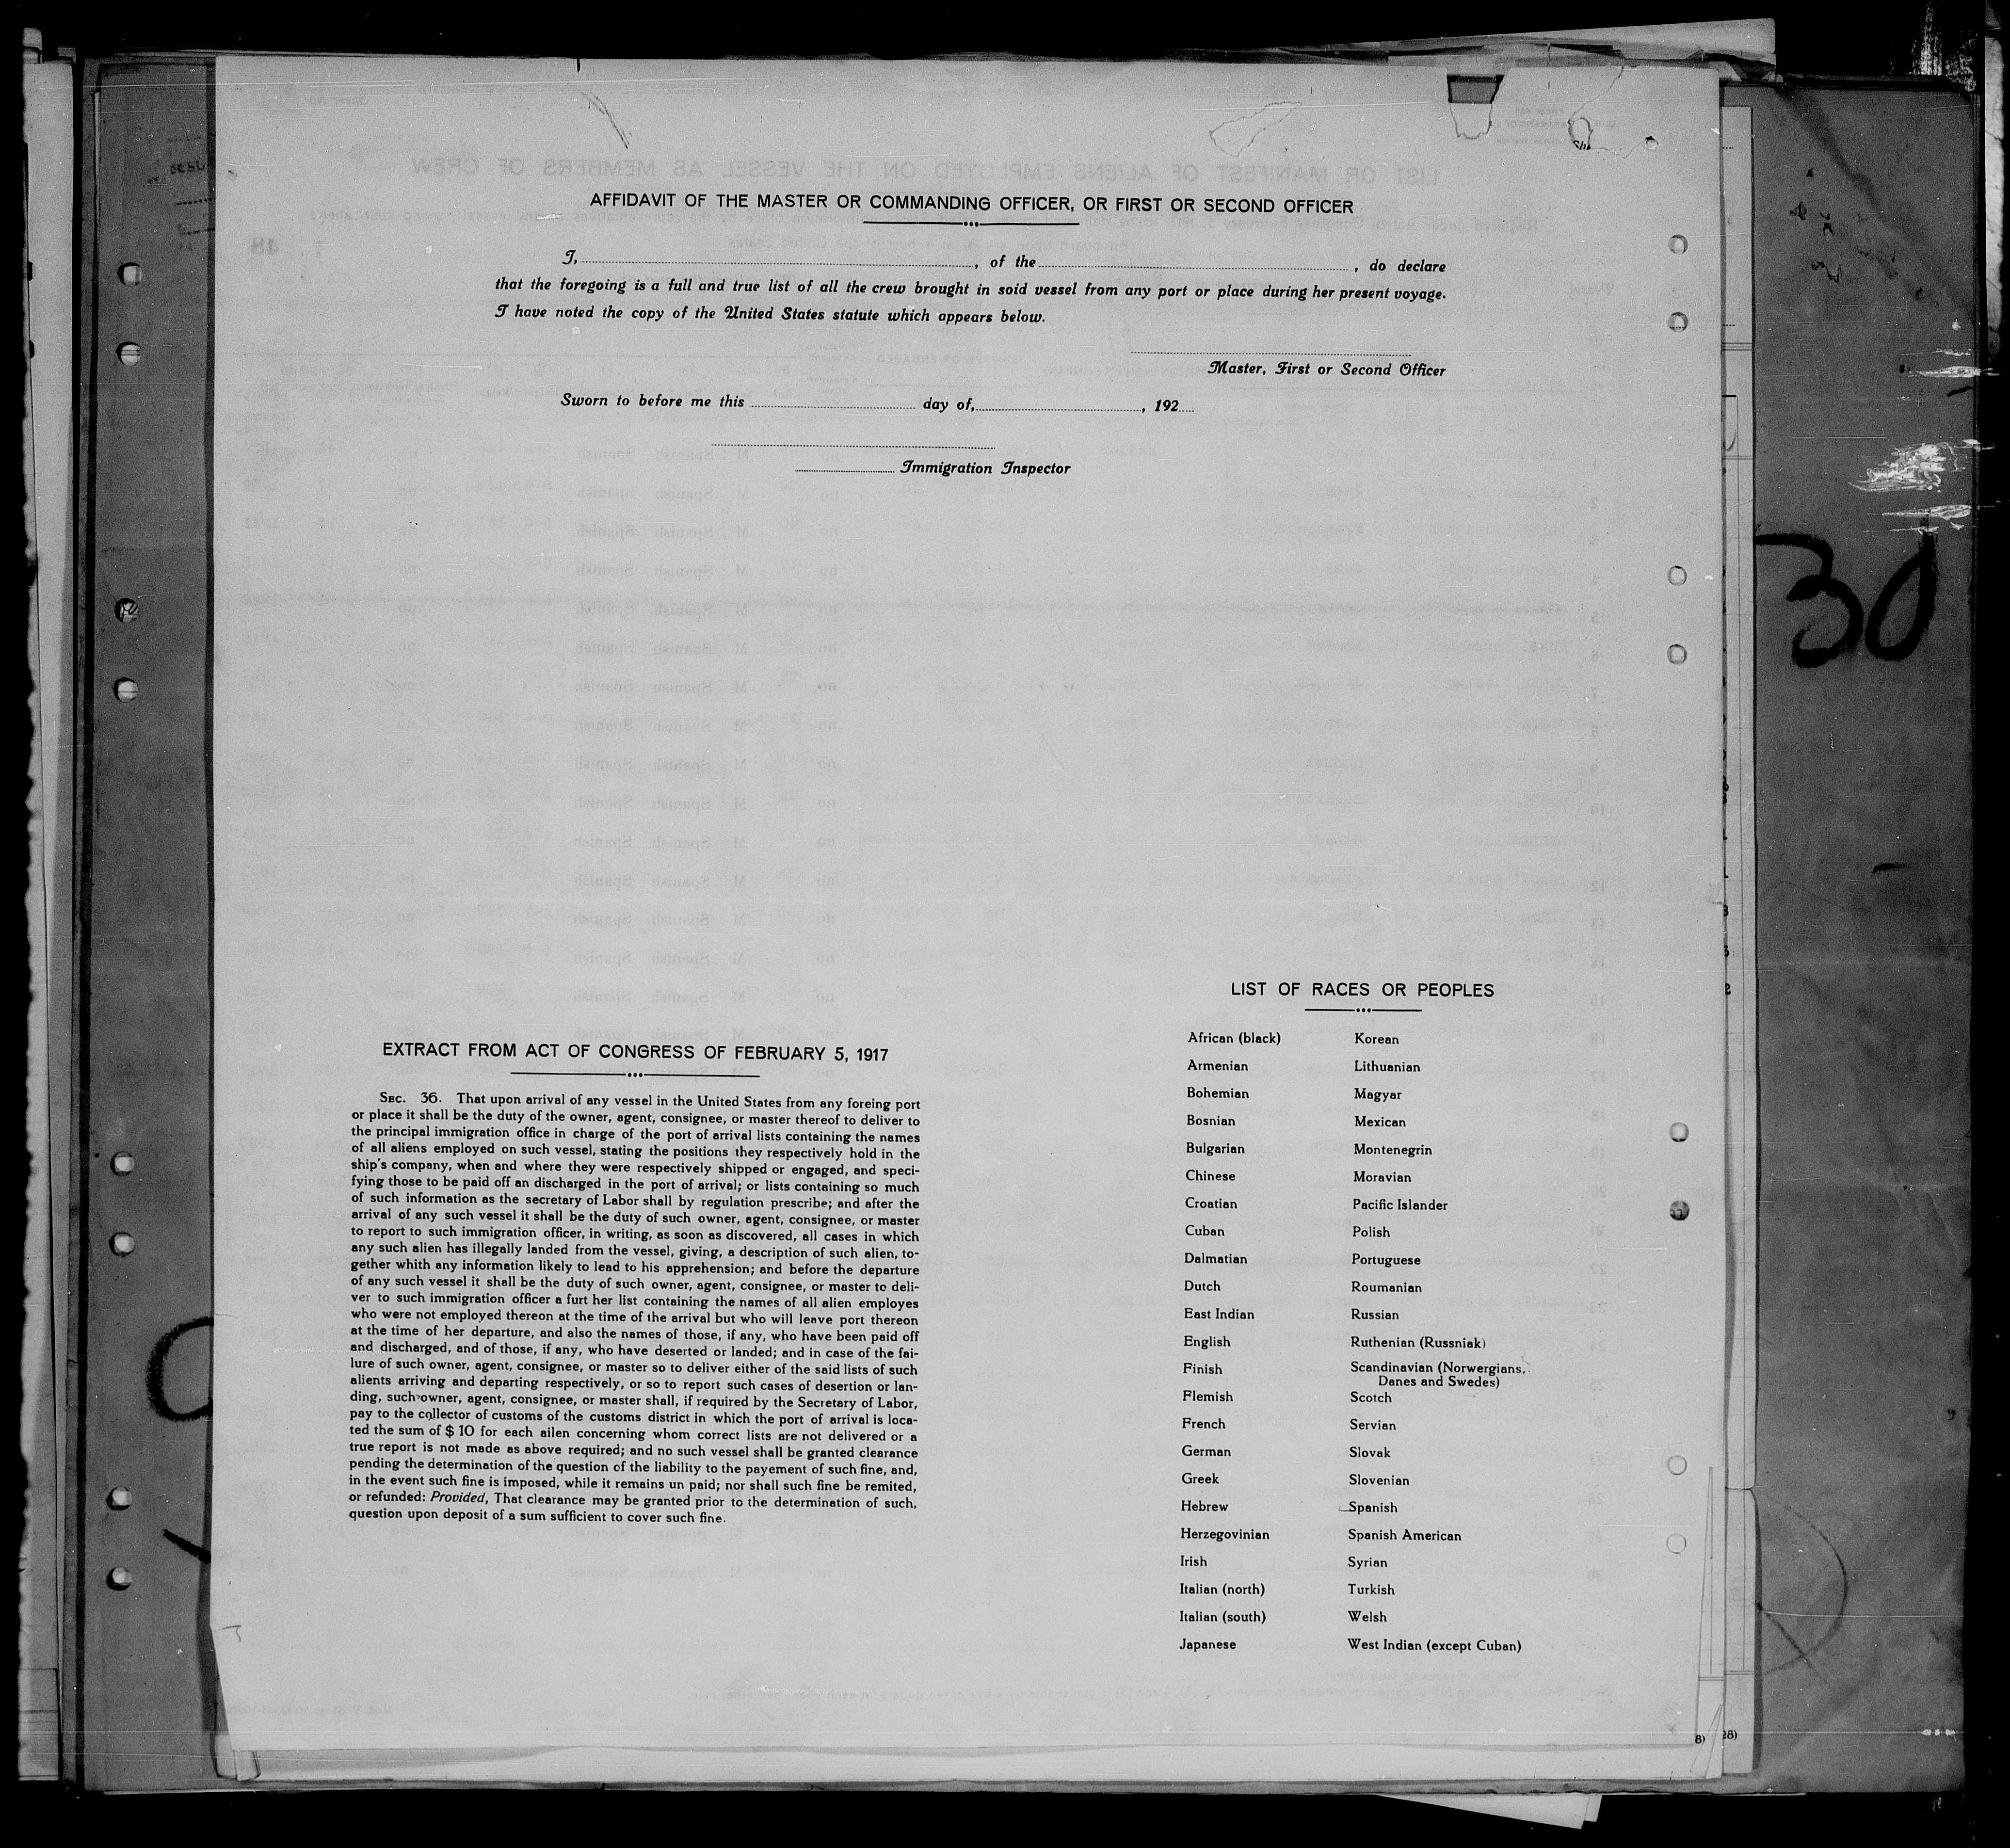 LIST OR MANIFEST OF ALIENS EMPLOYED ON THE VESSEL AS MEMBERS OF CREW
AFFIDAVIT OF THE MASTER OR COMMANDING OFFICER, OR FIRST OR SECOND OFFICER
I, , of the , do declare
that the foregoing is a full and true list of all the crew brought in soid vessel from any port or place during her present voyage.
I have noted the copy of the United States statute which appears below.
Master, First or Second Officer
Sworn to before me this day of, , 192
Immigration Inspector
30
EXTRACT FROM ACT OF CONGRESS OF FEBRUARY 5, 1917
SEC. 36. That upon arrival of any vessel in the United States from any foreing port
or place it shall be the duty of the owner, agent, consignee, or master thereof to deliver to
the principal immigration office in charge of the port of arrival lists containing the names
of all aliens employed on such vessel, stating the positions they respectively hold in the
ship's company, when and where they were respectively shipped or engaged, and speci-
fying those to be paid off an discharged in the port of arrival; or lists containing so much
of such information as the secretary of Labor shall by regulation prescribe; and after the
arrival of any such vessel it shall be the duty of such owner, agent, consignee, or master
to report to such immigration officer, in writing, as soon as discovered, all cases in which
any such alien has illegally landed from the vessel, giving, a description of such alien, to-
gether whith any information likely to lead to his apprehension; and before the departure
of any such vessel it shall be the duty of such owner, agent, consignee, or master to deli-
ver to such immigration officer a furt her list containing the names of all alien employes
who were not employed thereon at the time of the arrival but who will leave port thereon
at the time of her departure, and also the names of those, if any, who have been paid off
and discharged, and of those, if any, who have deserted or landed; and in case of the fai-
lure of such owner, agent, consignee, or master so to deliver either of the said lists of such
alients arriving and departing respectively, or so to report such cases of desertion or lan-
ding, such owner, agent, consignee, or master shall, if required by the Secretary of Labor,
pay to the collector of customs of the customs district in which the port of arrival is loca-
ted the sum of $ 10 for each ailen concerning whom correct lists are not delivered or a
true report is not made as above required; and no such vessel shall be granted clearance
pending the determination of the question of the liability to the payement of such fine, and,
in the event such fine is imposed, while it remains un paid; nor shall such fine be remited,
or refunded: Provided, That clearance may be granted prior to the determination of such,
question upon deposit of a sum sufficient to cover such fine.
LIST OF RACES OR PEOPLES
African (black)
Armenian
Bohemian
Bosnian
Bulgarian
Chinese
Croatian
Cuban
Dalmatian
Dutch
East Indian
English
Finish
Flemish
French
German
Greek
Hebrew
Herzegovinian
Irish
Italian (north)
Italian (south)
Japanese
Korean
Lithuanian
Magyar
Mexican
Montenegrin
Moravian
Pacific Islander
Polish
Portuguese
Roumanian
Russian
Ruthenian (Russniak)
Scandinavian (Norwergians,
Danes and Swedes)
Scotch
Servian
Slovak
Slovenian
Spanish
Spanish American
Syrian
Turkish
Welsh
West Indian (except Cuban)
8)
28)